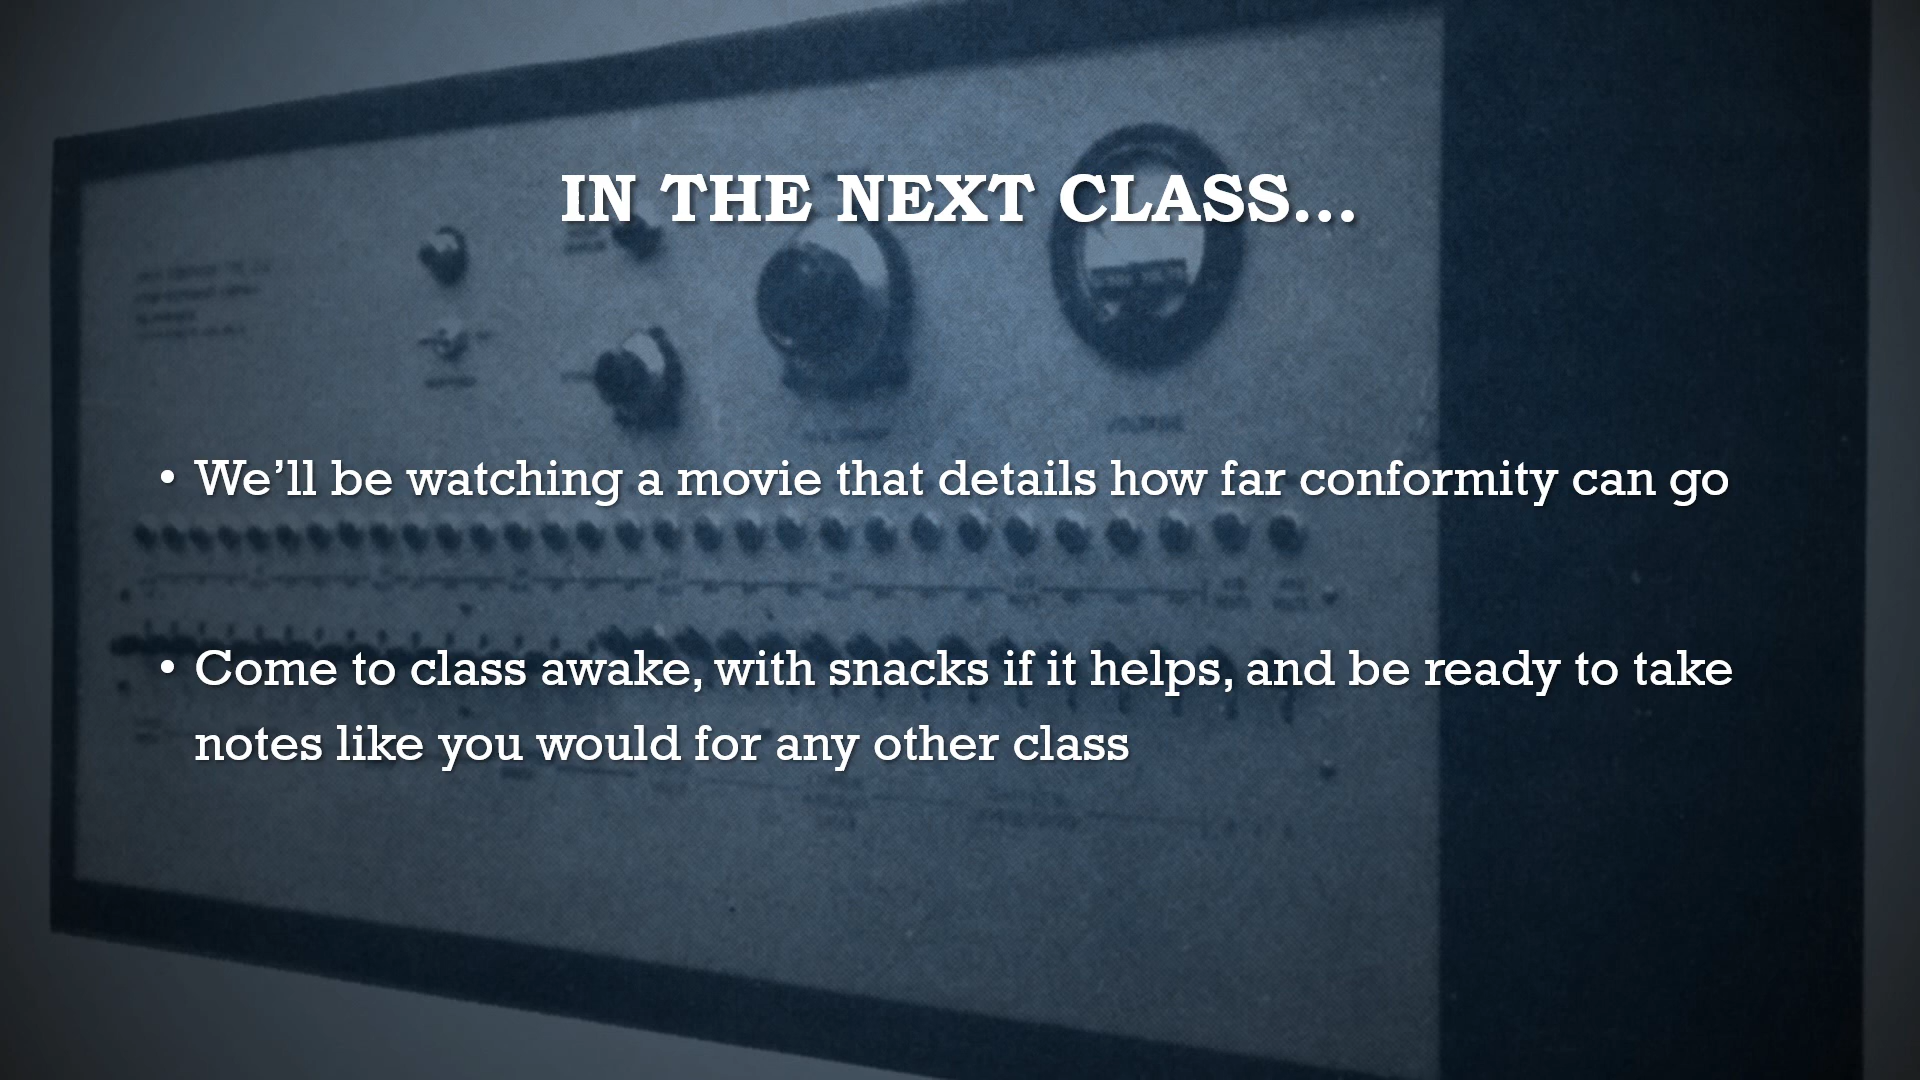 IN THE NEXT CLASS...
• We’ll be watching a movie that details how far conformity can go
• Come to class awake, with snacks if it helps, and be ready to take
notes like you would for any other class